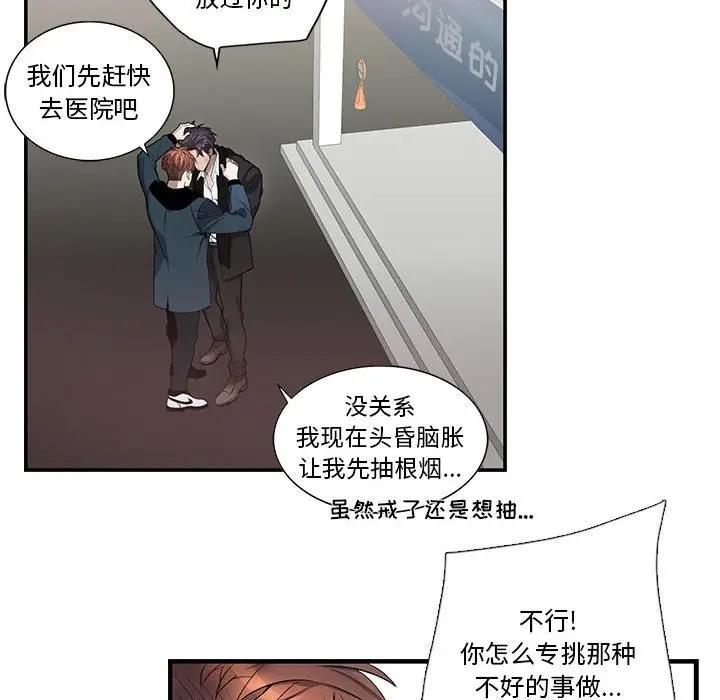 放过你的
沟通的
我们先赶快
去医院吧
没关系
我现在头昏脑胀
让我先抽根烟...
虽然戒了还是想抽...
不行!
你怎么专挑那种
不好的事做...